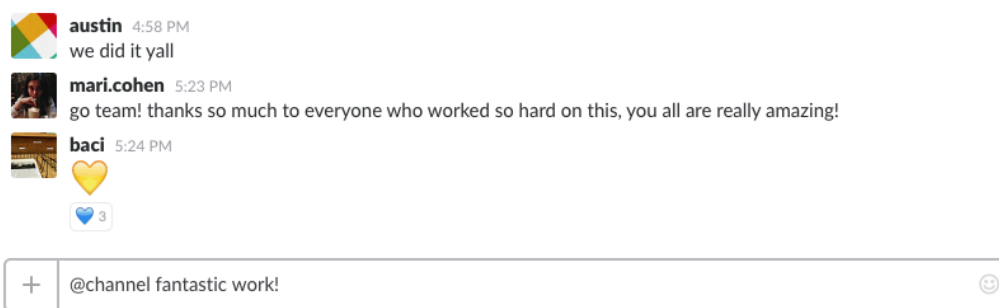 austin 4:58 PM
we did it yall
mari.cohen 5:23 PM
go team! thanks so much to everyone who worked so hard on this, you all are really amazing!
baci 5:24 PM
3
@channel fantastic work!